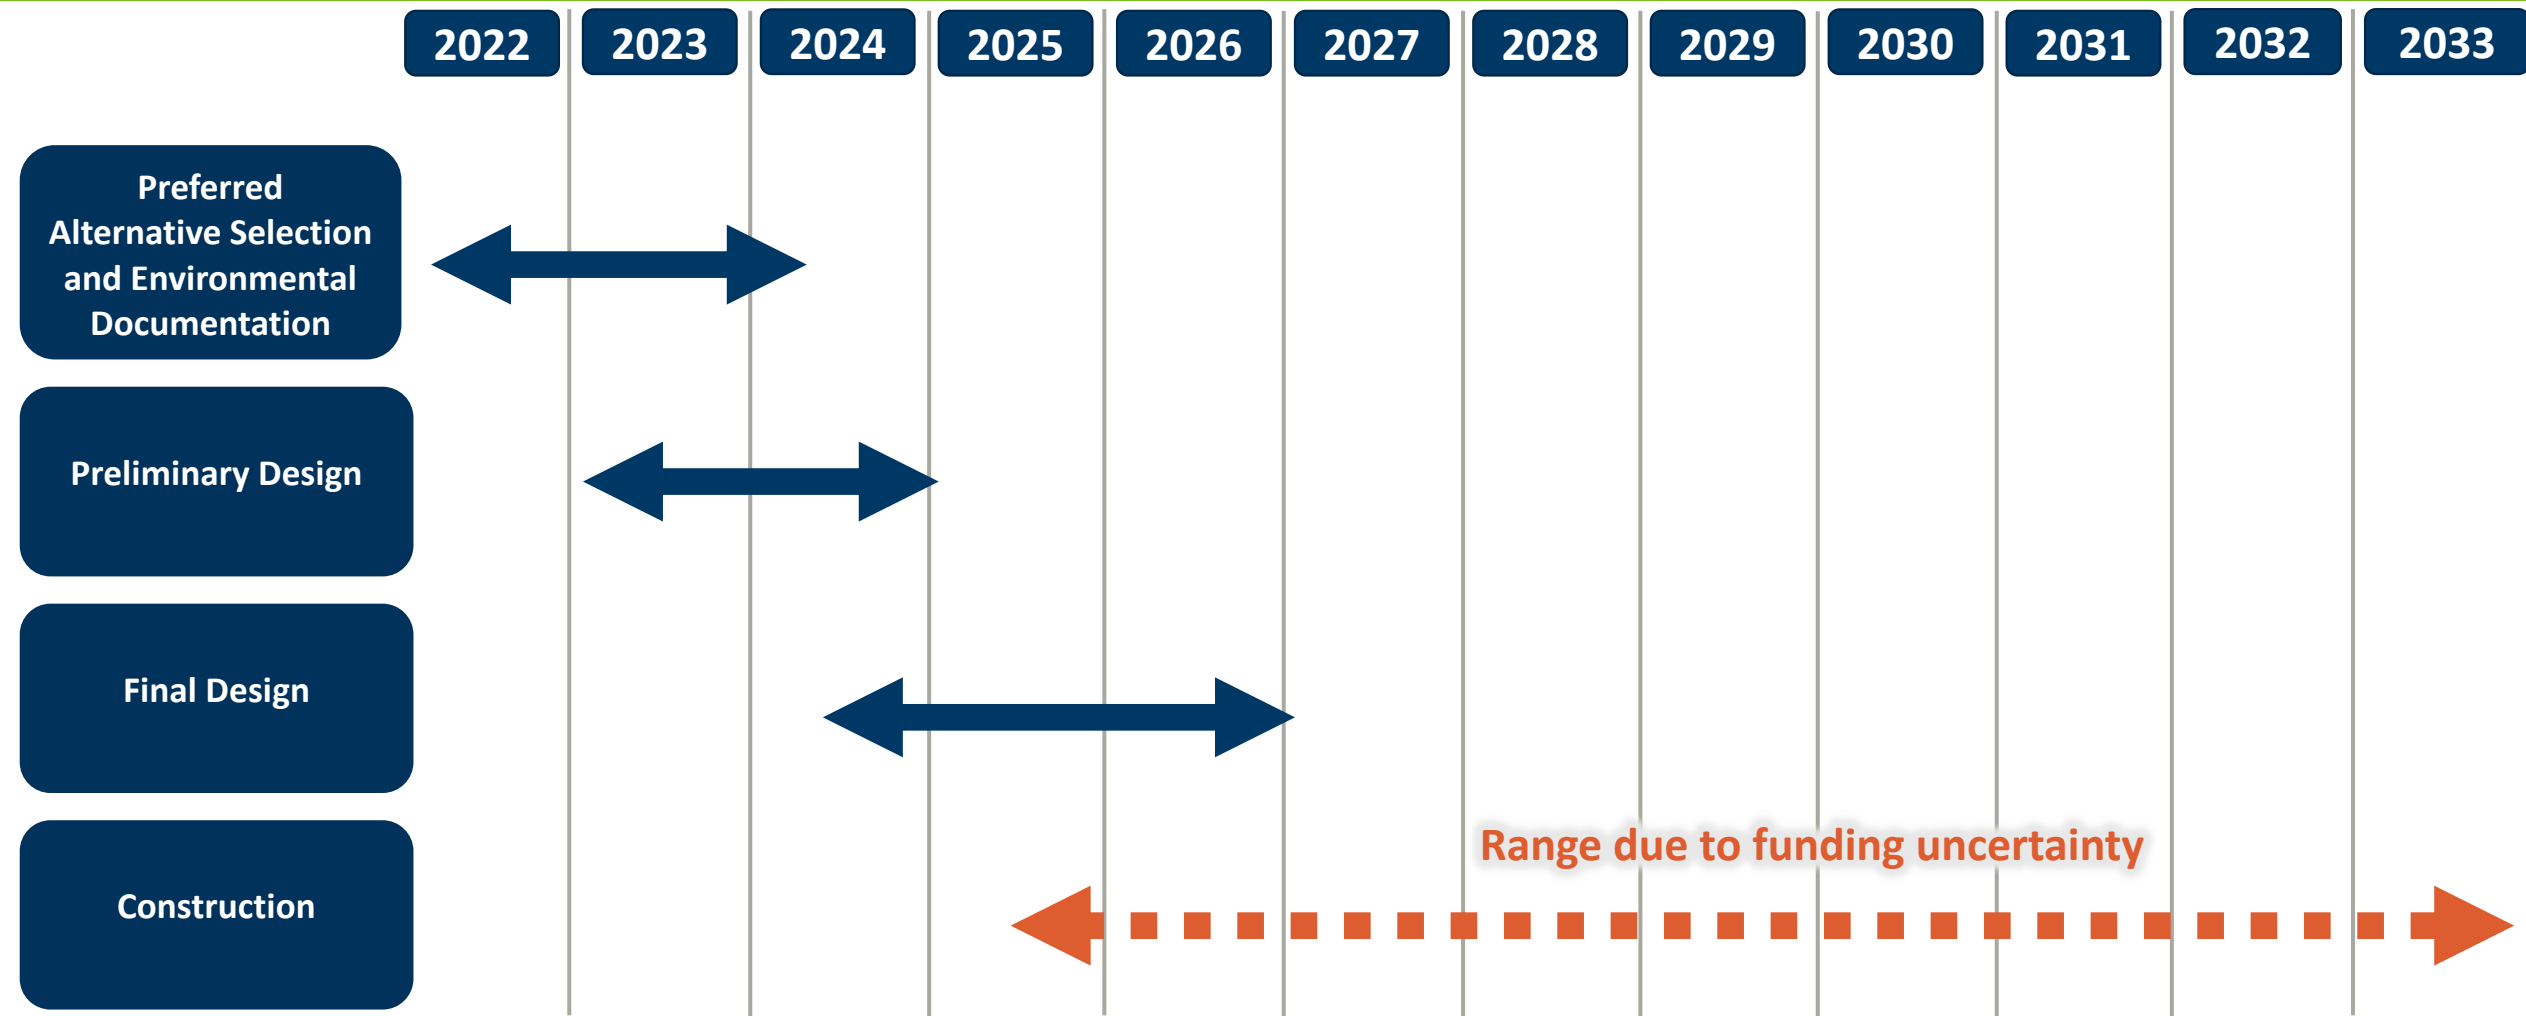 2022 2023 2024 2025 2026 2027 2028 2029 2030 2031 2032 2033
Preferred
Alternative Selection
and Environmental
Documentation
Preliminary Design
Final Design
Range due to funding uncertainty
Construction